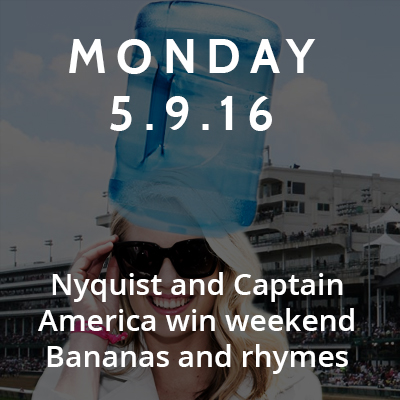 MONDAY
5.9.16
Nyquist and Captain
America win weekend
Bananas and rhymes